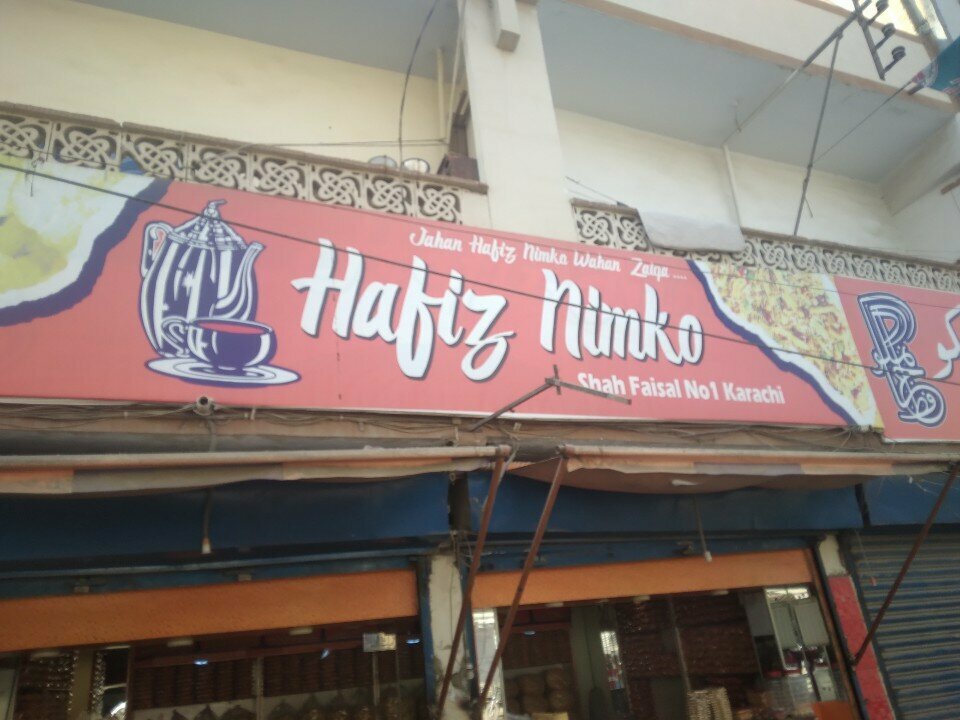 Jahan Hafiz Nimko Wahan Zaiqa ....
Hafiz Nimko
Shah Faisal No1 Karachi